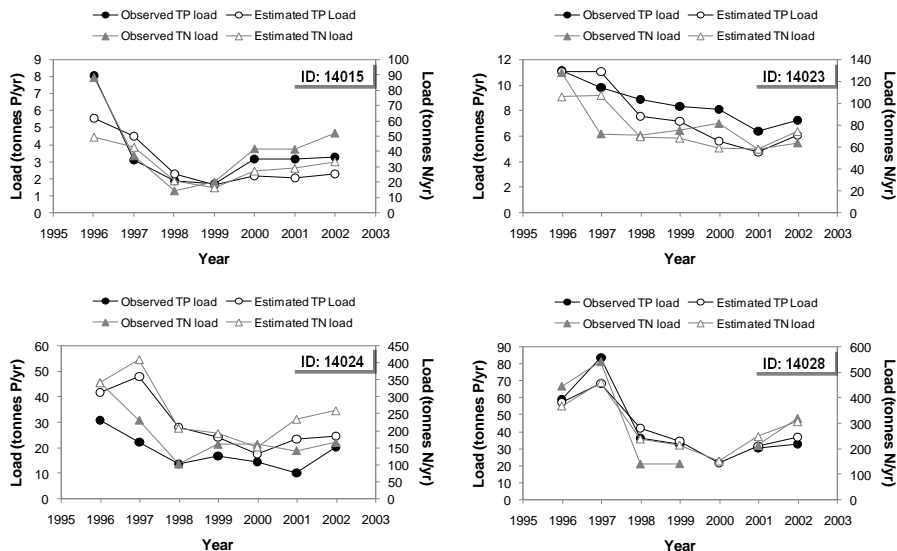 Observed TP load Estimated TP Load
Observed TN load Estimated TN load
ID: 14015
Load (tonnes P/yr)
9
8
7
6
5
4
3
2
1
0
Load (tonnes N/yr)
100
90
80
70
60
50
40
30
20
10
0
1995 1996 1997 1998 1999 2000 2001 2002 2003
Year
Observed TP load Estimated TP Load
Observed TN load Estimated TN load
ID: 14023
Load (tonnes P/yr)
12
10
8
6
4
2
0
Load (tonnes N/yr)
140
120
100
80
60
40
20
0
1995 1996 1997 1998 1999 2000 2001 2002 2003
Year
Observed TP load Estimated TP Load
Observed TN load Estimated TN load
ID: 14024
Load (tonnes P/yr)
60
50
40
30
20
10
0
Load (tonnes N/yr)
450
400
350
300
250
200
150
100
50
0
1995 1996 1997 1998 1999 2000 2001 2002 2003
Year
Observed TP load Estimated TP Load
Observed TN load Estimated TN load
ID: 14028
Load (tonnes P/yr)
90
80
70
60
50
40
30
20
10
0
Load (tonnes N/yr)
600
500
400
300
200
100
0
1995 1996 1997 1998 1999 2000 2001 2002 2003
Year